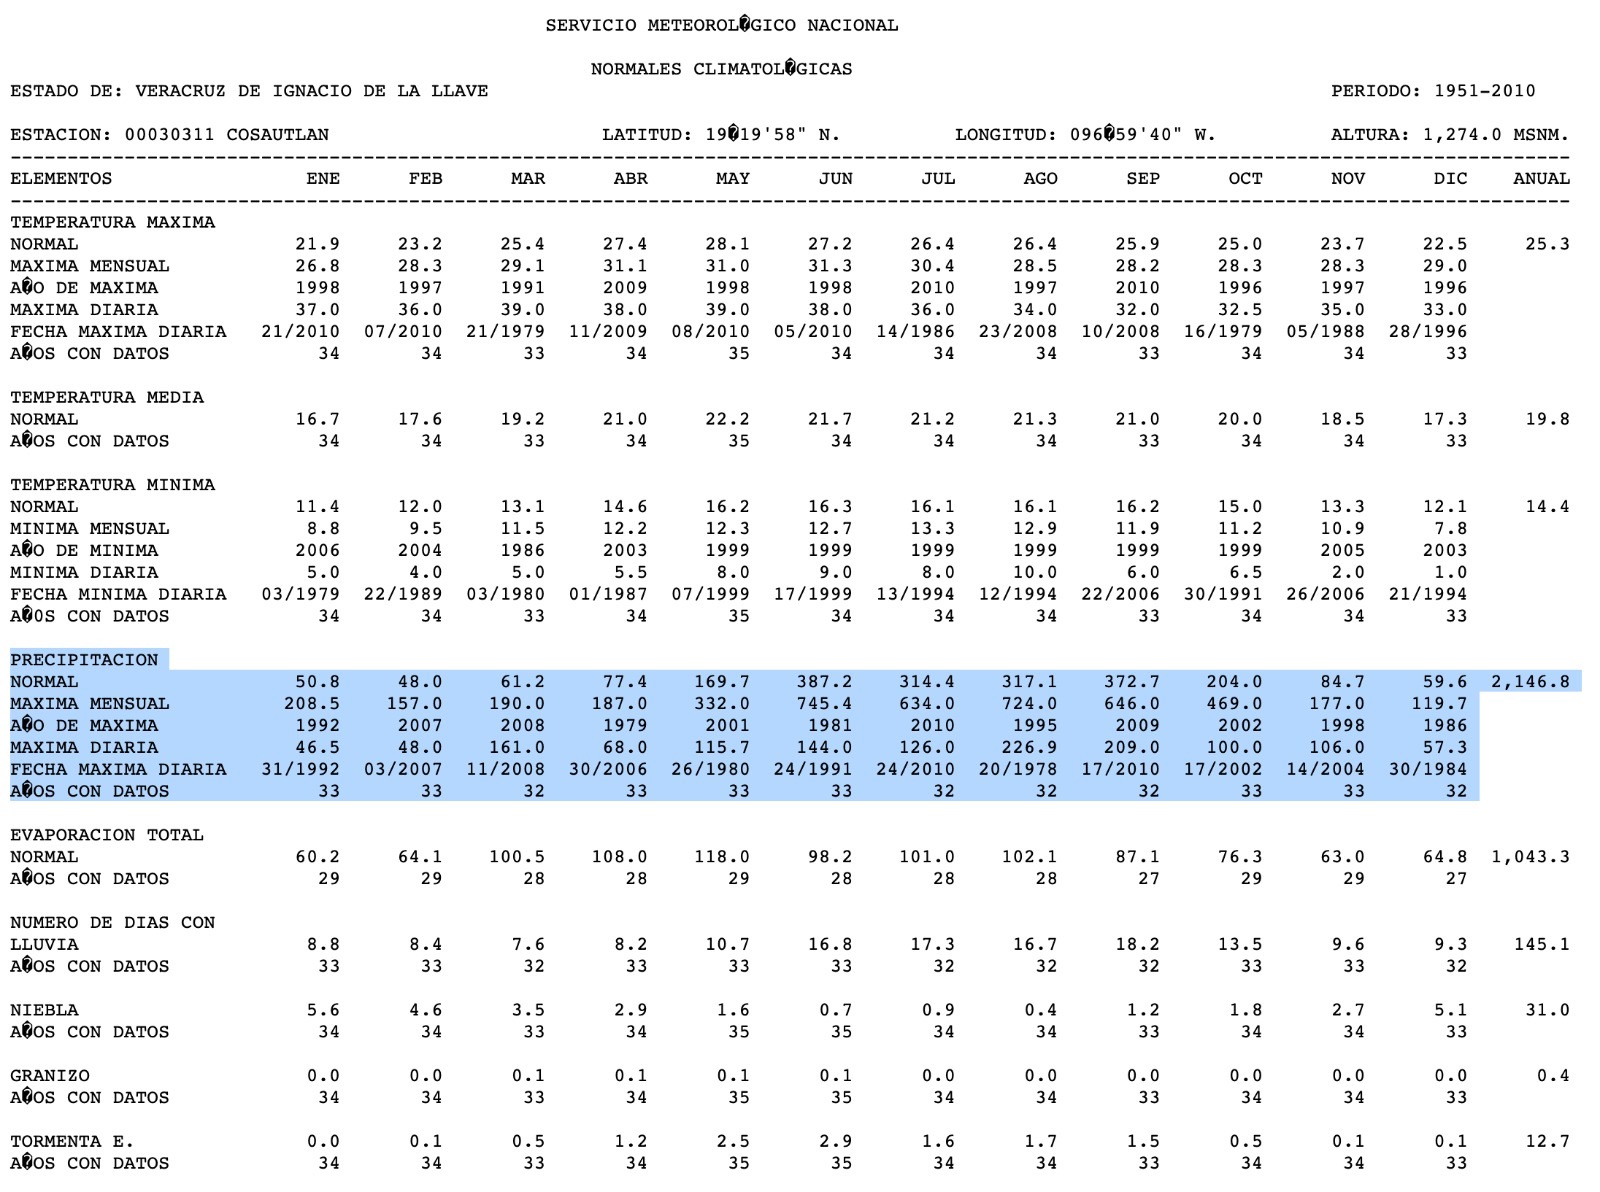 SERVICIO METEOROL�GICO NACIONAL
NORMALES CLIMATOL�GICAS
ESTADO DE: VERACRUZ DE IGNACIO DE LA LLAVE PERIODO: 1951-2010
ESTACION: 00030311 COSAUTLAN LATITUD: 19�19'58" N. LONGITUD: 096�59'40" W. ALTURA: 1,274.0 MSNM.
ELEMENTOS ENE FEB MAR ABR MAY JUN JUL AGO SEP OCT NOV DIC ANUAL
TEMPERATURA MAXIMA
NORMAL 21.9 23.2 25.4 27.4 28.1 27.2 26.4 26.4 25.9 25.0 23.7 22.5 25.3
MAXIMA MENSUAL 26.8 28.3 29.1 31.1 31.0 31.3 30.4 28.5 28.2 28.3 28.3 29.0
A�O DE MAXIMA 1998 1997 1991 2009 1998 1998 2010 1997 2010 1996 1997 1996
MAXIMA DIARIA 37.0 36.0 39.0 38.0 39.0 38.0 36.0 34.0 32.0 32.5 35.0 33.0
FECHA MAXIMA DIARIA 21/2010 07/2010 21/1979 11/2009 08/2010 05/2010 14/1986 23/2008 10/2008 16/1979 05/1988 28/1996
A�OS CON DATOS 34 34 33 34 35 34 34 34 33 34 34 33
TEMPERATURA MEDIA
NORMAL 16.7 17.6 19.2 21.0 22.2 21.7 21.2 21.3 21.0 20.0 18.5 17.3 19.8
A�OS CON DATOS 34 34 33 34 35 34 34 34 33 34 34 33
TEMPERATURA MINIMA
NORMAL 11.4 12.0 13.1 14.6 16.2 16.3 16.1 16.1 16.2 15.0 13.3 12.1 14.4
MINIMA MENSUAL 8.8 9.5 11.5 12.2 12.3 12.7 13.3 12.9 11.9 11.2 10.9 7.8
A�O DE MINIMA 2006 2004 1986 2003 1999 1999 1999 1999 1999 1999 2005 2003
MINIMA DIARIA 5.0 4.0 5.0 5.5 8.0 9.0 8.0 10.0 6.0 6.5 2.0 1.0
FECHA MINIMA DIARIA 03/1979 22/1989 03/1980 01/1987 07/1999 17/1999 13/1994 12/1994 22/2006 30/1991 26/2006 21/1994
A�0S CON DATOS 34 34 33 34 35 34 34 34 33 34 34 33
PRECIPITACION
NORMAL 50.8 48.0 61.2 77.4 169.7 387.2 314.4 317.1 372.7 204.0 84.7 59.6 2,146.8
MAXIMA MENSUAL 208.5 157.0 190.0 187.0 332.0 745.4 634.0 724.0 646.0 469.0 177.0 119.7
A�O DE MAXIMA 1992 2007 2008 1979 2001 1981 2010 1995 2009 2002 1998 1986
MAXIMA DIARIA 46.5 48.0 161.0 68.0 115.7 144.0 126.0 226.9 209.0 100.0 106.0 57.3
FECHA MAXIMA DIARIA 31/1992 03/2007 11/2008 30/2006 26/1980 24/1991 24/2010 20/1978 17/2010 17/2002 14/2004 30/1984
A�OS CON DATOS 33 33 32 33 33 33 32 32 32 33 33 32
EVAPORACION TOTAL
NORMAL 60.2 64.1 100.5 108.0 118.0 98.2 101.0 102.1 87.1 76.3 63.0 64.8 1,043.3
A�OS CON DATOS 29 29 28 28 29 28 28 28 27 29 29 27
NUMERO DE DIAS CON
LLUVIA 8.8 8.4 7.6 8.2 10.7 16.8 17.3 16.7 18.2 13.5 9.6 9.3 145.1
A�OS CON DATOS 33 33 32 33 33 33 32 32 32 33 33 32
NIEBLA 5.6 4.6 3.5 2.9 1.6 0.7 0.9 0.4 1.2 1.8 2.7 5.1 31.0
A�OS CON DATOS 34 34 33 34 35 35 34 34 33 34 34 33
GRANIZO 0.0 0.0 0.1 0.1 0.1 0.1 0.0 0.0 0.0 0.0 0.0 0.0 0.4
A�OS CON DATOS 34 34 33 34 35 35 34 34 33 34 34 33
TORMENTA E. 0.0 0.1 0.5 1.2 2.5 2.9 1.6 1.7 1.5 0.5 0.1 0.1 12.7
A�OS CON DATOS 34 34 33 34 35 35 34 34 33 34 34 33